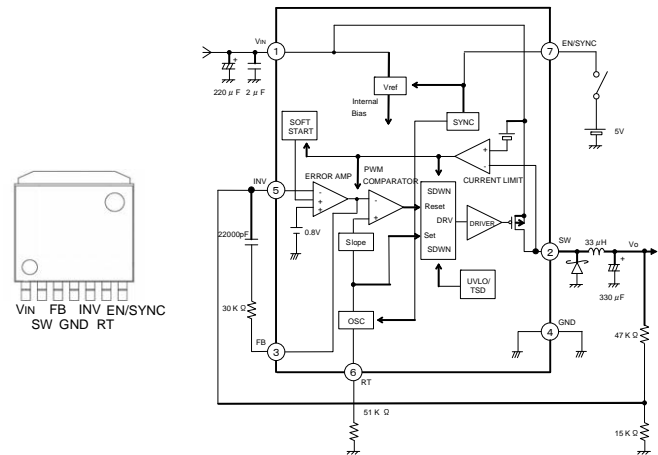 VIN
1
+
220 μF
2 μF
7
EN/SYNC
Vref
Internal
Bias
SYNC
5V
SOFT
START
+
-
CURRENT LIMIT
INV
5
ERROR AMP
-
+
+
0.8V
PWM
COMPARATOR
-
+
SDWN
Reset
DRV
Set
SDWN
DRIVER
2
SW
33 μH
Vo
+
330 μF
22000pF
Slope
UVLO/
TSD
30 K Ω
OSC
FB
3
4
GND
47 K Ω
6
RT
51 K Ω
15 K Ω
VIN FB INV EN/SYNC
SW GND RT